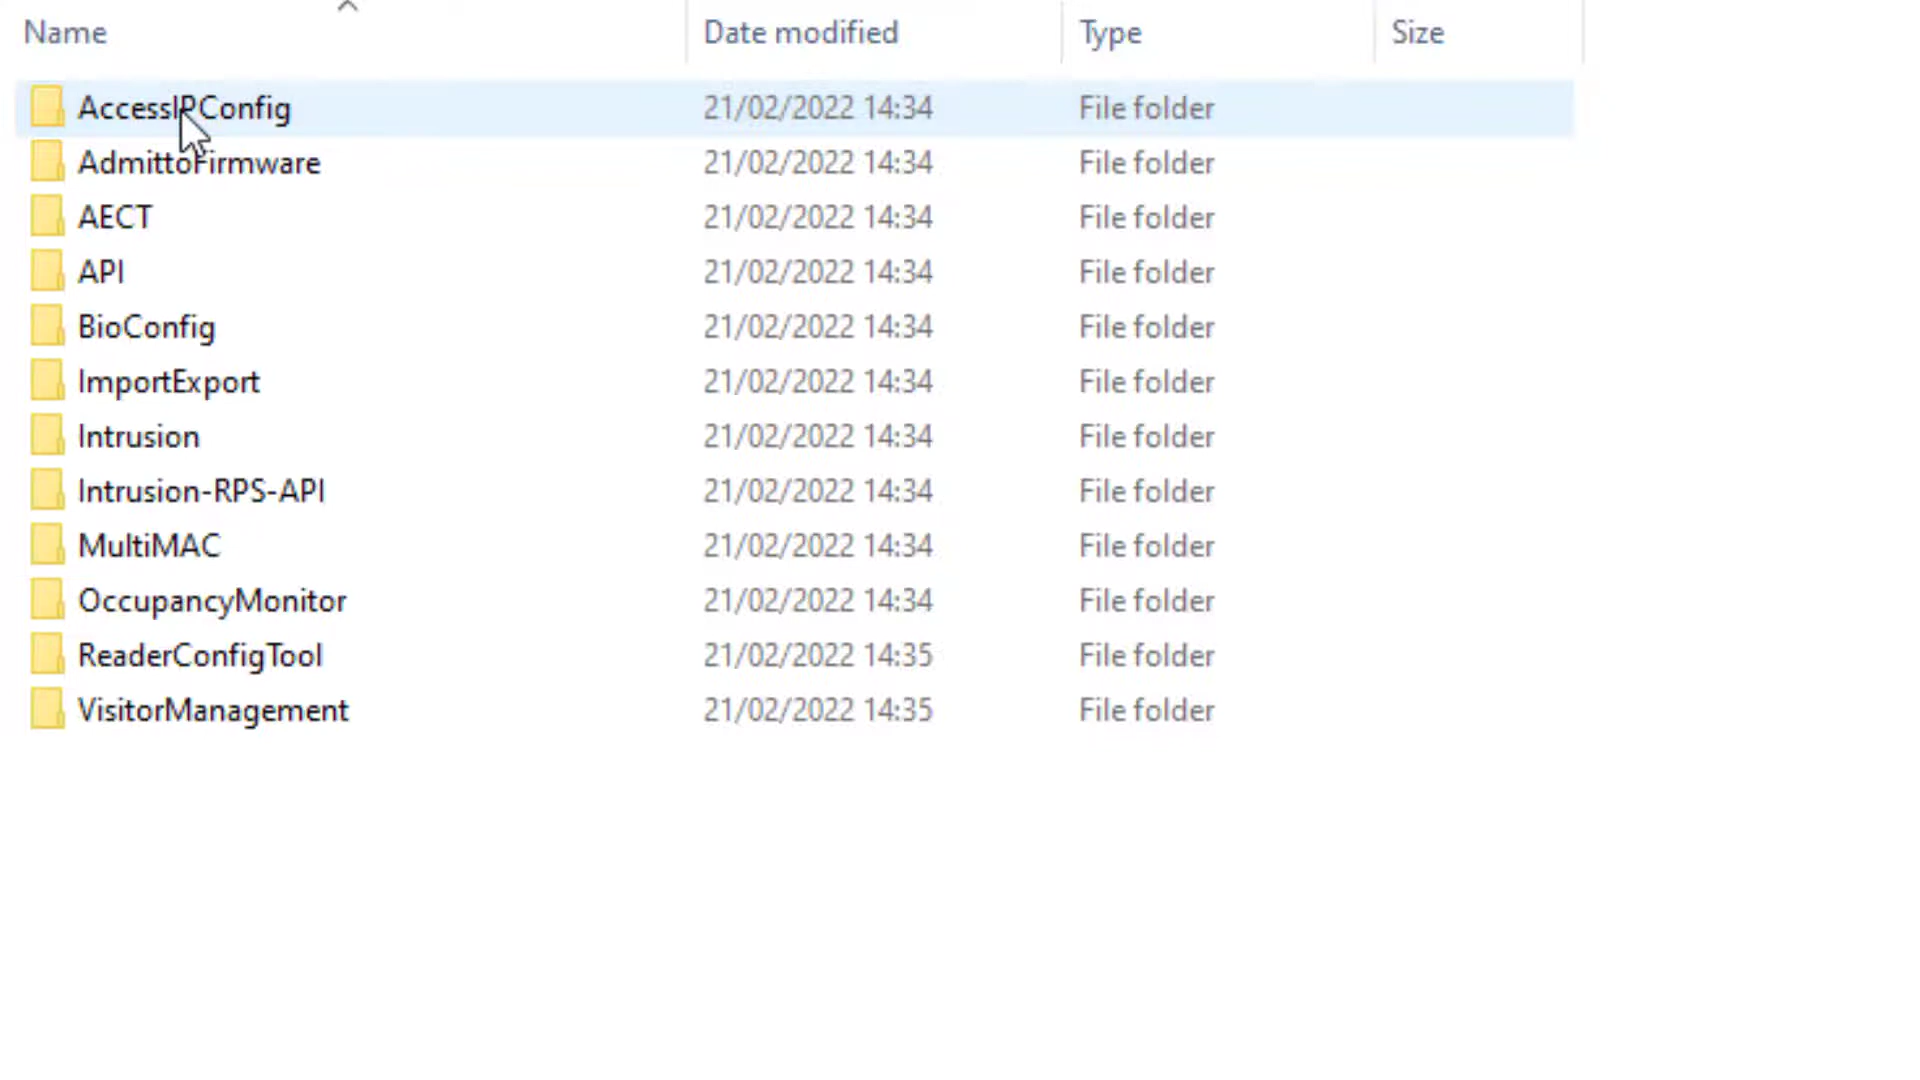 Name Date modified Type Size
AccessIPConfig 21/02/2022 14:34 File folder
AdmittoFirmware 21/02/2022 14:34 File folder
AECT 21/02/2022 14:34 File folder
API 21/02/2022 14:34 File folder
BioConfig 21/02/2022 14:34 File folder
ImportExport 21/02/2022 14:34 File folder
Intrusion 21/02/2022 14:34 File folder
Intrusion-RPS-API 21/02/2022 14:34 File folder
MultiMAC 21/02/2022 14:34 File folder
OccupancyMonitor 21/02/2022 14:34 File folder
ReaderConfigTool 21/02/2022 14:35 File folder
VisitorManagement 21/02/2022 14:35 File folder